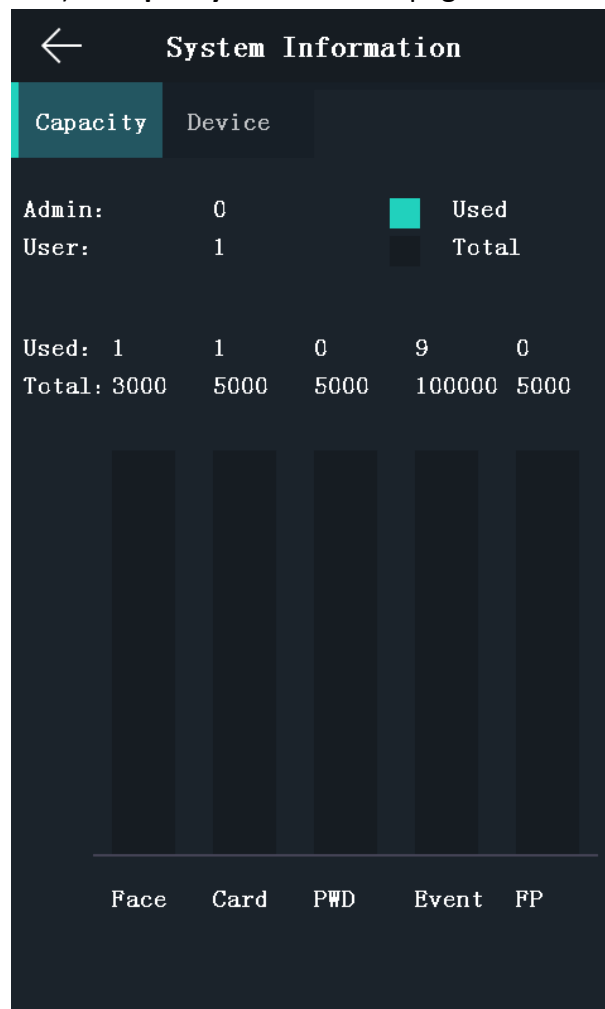 System Information
Capacity Device
Admin: 0 Used
User: 1 Total
Used: 1 1 0 9 0
Total: 3000 5000 5000 100000 5000
Face Card PWD Event FP